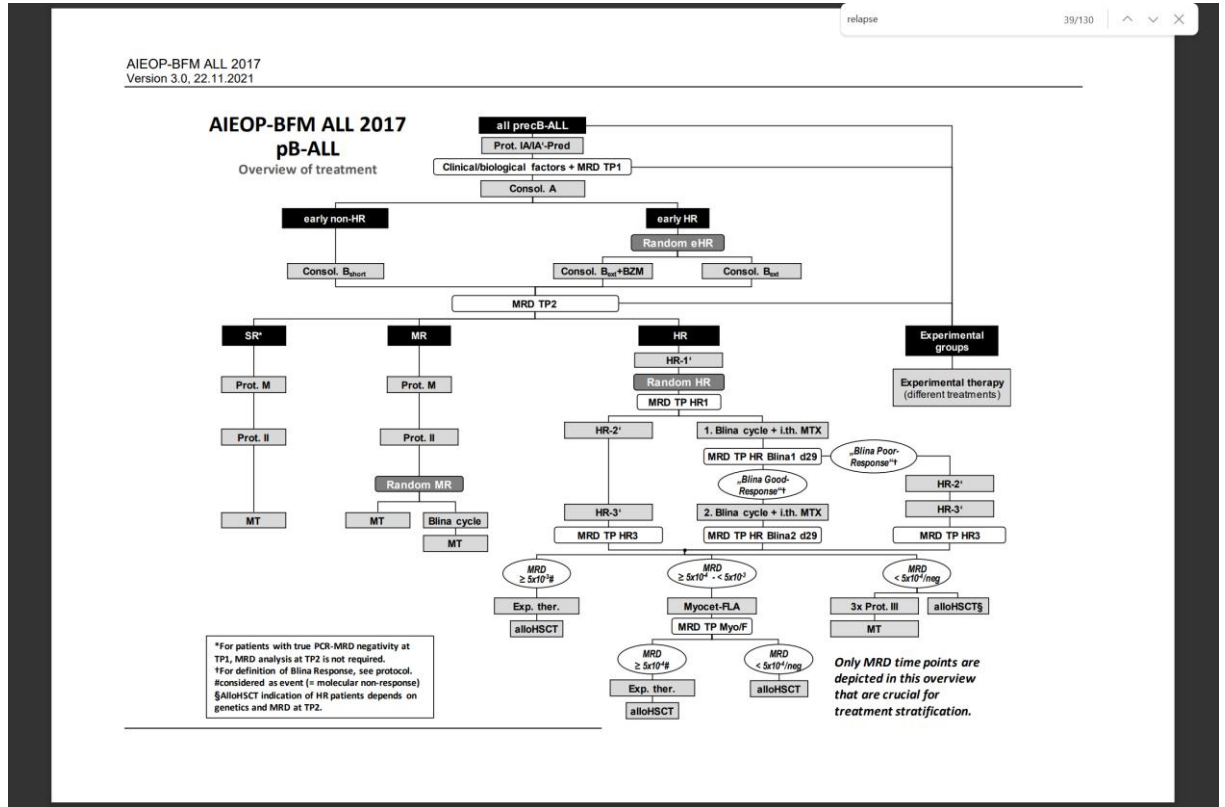 relapse 39/130
AIEOP-BFM ALL 2017
Version 3.0, 22.11.2021
AIEOP-BFM ALL 2017
pB-ALL
Overview of treatment
all precB-ALL
Prot. IA/IA'-Pred
Clinical/biological factors + MRD TP1
Consol. A
early non-HR
early HR
Random eHR
Consol. Bshort
Consol. Bext+BZM
Consol. Bext
MRD TP2
SR*
MR
HR
Experimental
groups
HR-1'
Experimental therapy
(different treatments)
Prot. M
Prot. M
Random HR
MRD TP HR1
Prot. II
Prot. II
HR-2'
1. Blina cycle + i.th. MTX
MRD TP HR Blina1 d29
„Blina Poor-
Response“†
„Blina Good-
Response“†
Random MR
HR-2'
MT
MT
Blina cycle
MT
HR-3'
2. Blina cycle + i.th. MTX
HR-3'
MRD TP HR3
MRD TP HR Blina2 d29
MRD TP HR3
MRD
≥ 5x10-3#
MRD
≥ 5x10-4 - < 5x10-3
MRD
< 5x10-4/neg
Exp. ther.
alloHSCT
Myocet-FLA
MRD TP Myo/F
3x Prot. III
alloHSCT§
MT
MRD
≥ 5x10-4#
MRD
< 5x10-4/neg
Exp. ther.
alloHSCT
alloHSCT
*For patients with true PCR-MRD negativity at
TP1, MRD analysis at TP2 is not required.
†For definition of Blina Response, see protocol.
#considered as event (= molecular non-response)
§AlloHSCT indication of HR patients depends on
genetics and MRD at TP2.
Only MRD time points are
depicted in this overview
that are crucial for
treatment stratification.